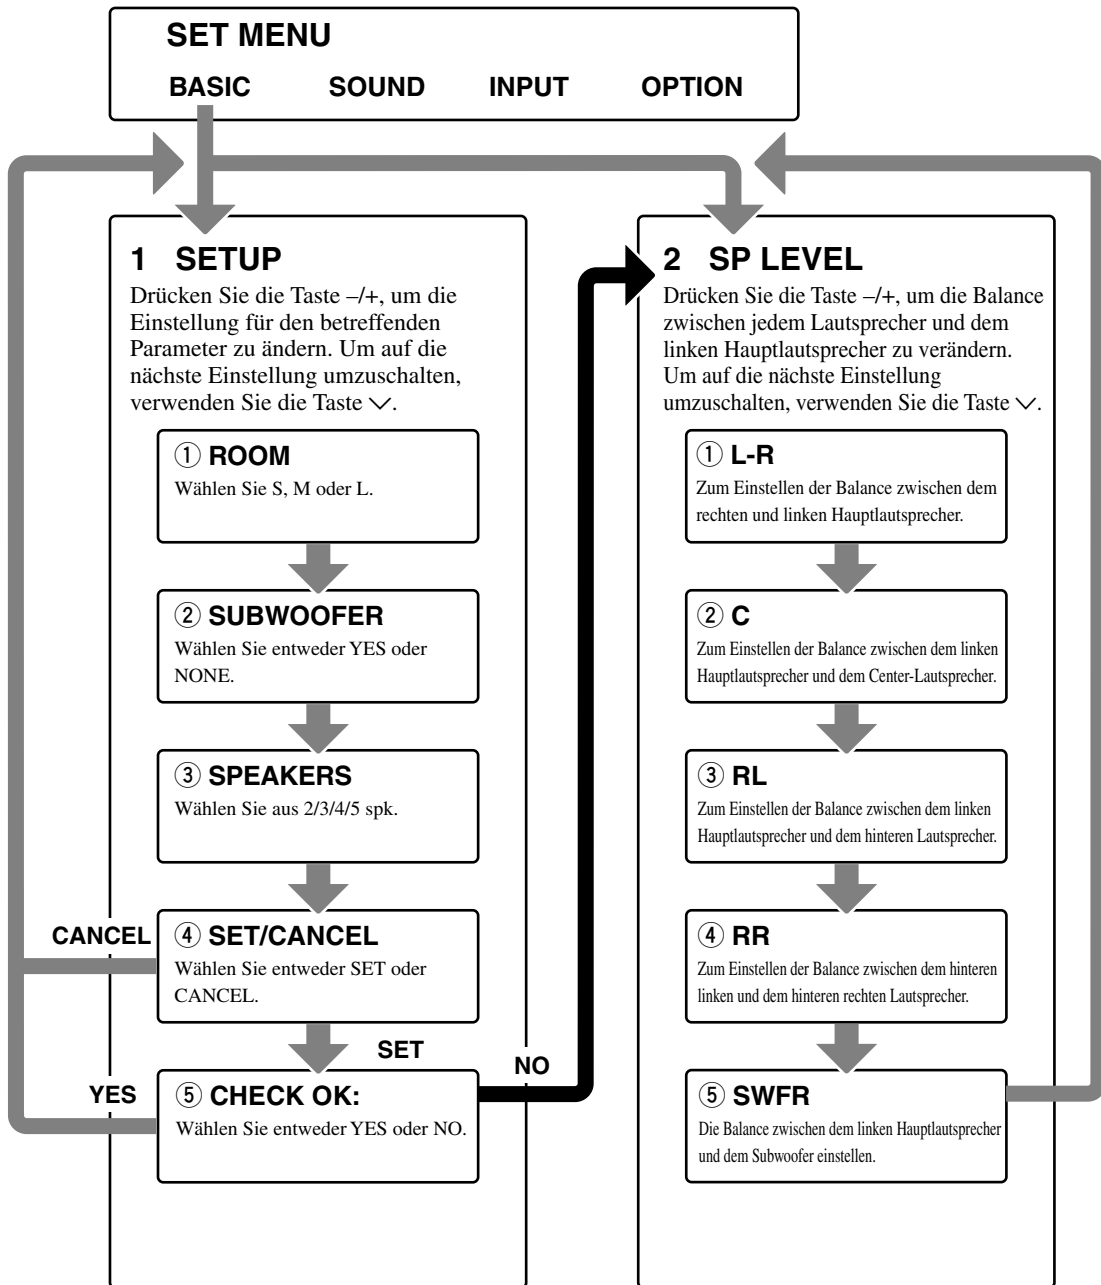 SET MENU
BASIC SOUND INPUT OPTION
1 SETUP
Drücken Sie die Taste –/+, um die
Einstellung für den betreffenden
Parameter zu ändern. Um auf die
nächste Einstellung umzuschalten,
verwenden Sie die Taste ﹀.
① ROOM
Wählen Sie S, M oder L.
② SUBWOOFER
Wählen Sie entweder YES oder
NONE.
③ SPEAKERS
Wählen Sie aus 2/3/4/5 spk.
CANCEL
④ SET/CANCEL
Wählen Sie entweder SET oder
CANCEL.
SET
NO
YES
⑤ CHECK OK:
Wählen Sie entweder YES oder NO.
2 SP LEVEL
Drücken Sie die Taste –/+, um die Balance
zwischen jedem Lautsprecher und dem
linken Hauptlautsprecher zu verändern.
Um auf die nächste Einstellung
umzuschalten, verwenden Sie die Taste ﹀.
① L-R
Zum Einstellen der Balance zwischen dem
rechten und linken Hauptlautsprecher.
② C
Zum Einstellen der Balance zwischen dem linken
Hauptlautsprecher und dem Center-Lautsprecher.
③ RL
Zum Einstellen der Balance zwischen dem linken
Hauptlautsprecher und dem hinteren Lautsprecher.
④ RR
Zum Einstellen der Balance zwischen dem hinteren
linken und dem hinteren rechten Lautsprecher.
⑤ SWFR
Die Balance zwischen dem linken Hauptlautsprecher
und dem Subwoofer einstellen.